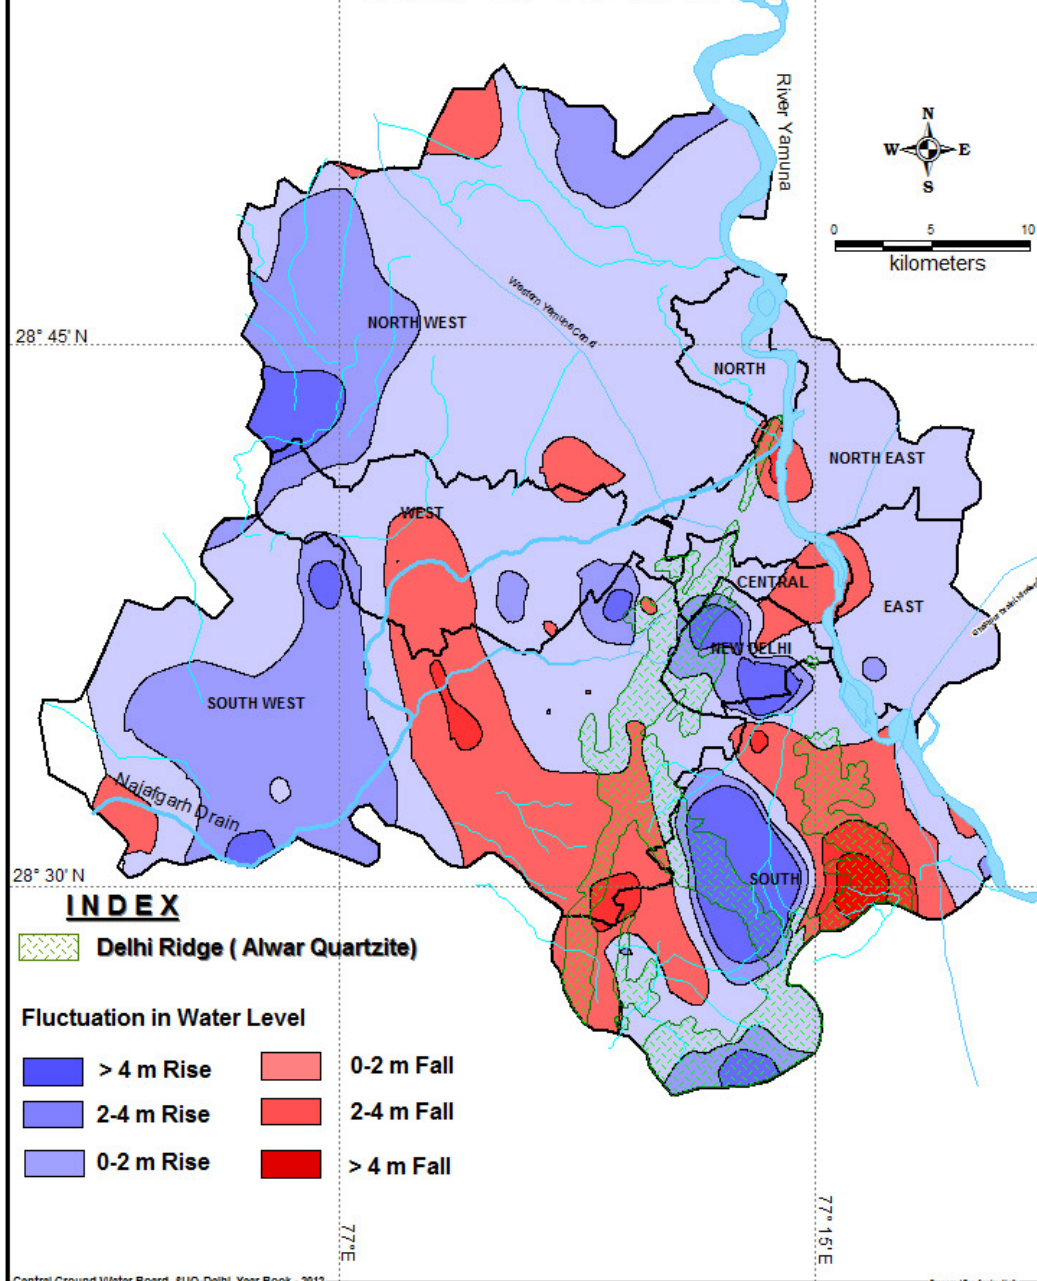 River Yamuna
N
W
E
S
0 5 10
kilometers
NORTH WEST
Western Yamuna Canal
28° 45' N
NORTH
NORTH EAST
WEST
CENTRAL
EAST
NEW DELHI
SOUTH WEST
Najafgarh Drain
SOUTH
28° 30' N
INDEX
Delhi Ridge ( Alwar Quartzite)
Fluctuation in Water Level
> 4 m Rise
0-2 m Fall
2-4 m Rise
2-4 m Fall
0-2 m Rise
> 4 m Fall
77°E
77° 15'E